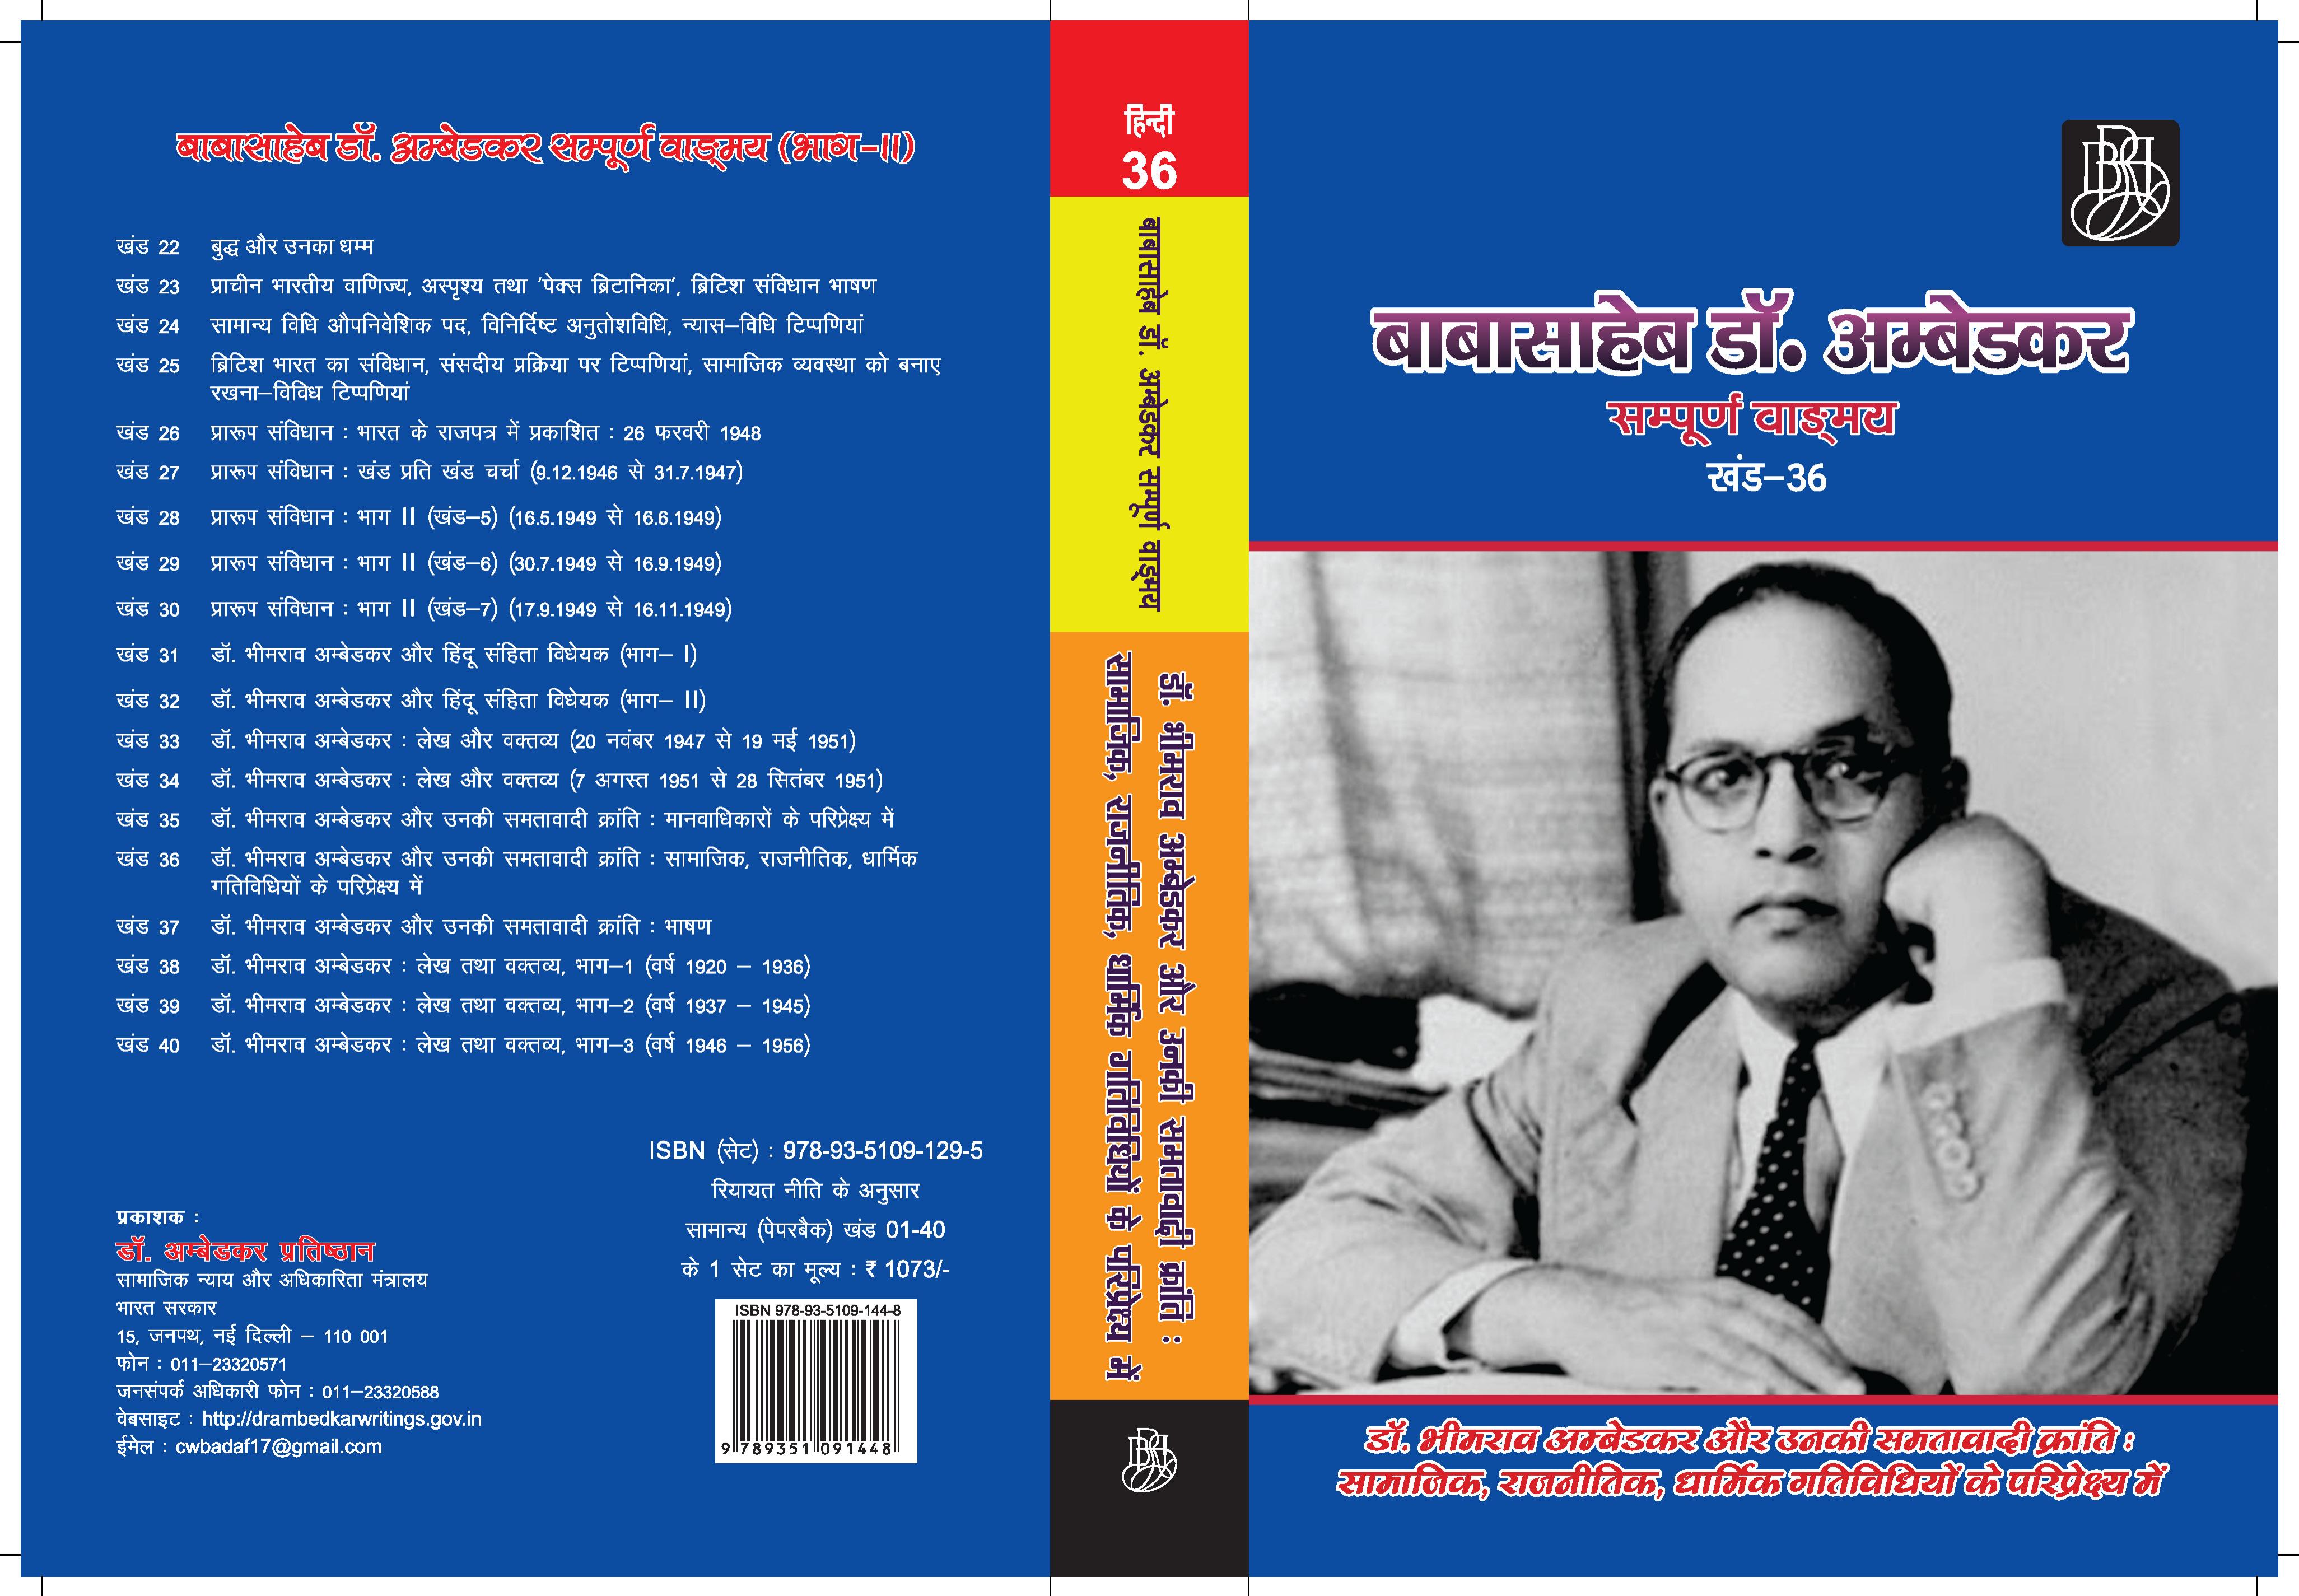 बाबासाहेब डॉ. अम्बेडकर सम्पूर्ण वाङ्मय (भाग-II)
खंड 22 बुद्ध और उनका धम्म
खंड 23 प्राचीन भारतीय वाणिज्य, अस्पृश्य तथा 'पेक्स ब्रिटानिका', ब्रिटिश संविधान भाषण
खंड 24 सामान्य विधि औपनिवेशिक पद, विनिर्दिष्ट अनुतोशविधि, न्यास–विधि टिप्पणियां
खंड 25 ब्रिटिश भारत का संविधान, संसदीय प्रक्रिया पर टिप्पणियां, सामाजिक व्यवस्था को बनाए
रखना–विविध टिप्पणियां
खंड 26 प्रारूप संविधान : भारत के राजपत्र में प्रकाशित : 26 फरवरी 1948
खंड 27 प्रारूप संविधान : खंड प्रति खंड चर्चा (9.12.1946 से 31.7.1947)
खंड 28 प्रारूप संविधान : भाग II (खंड–5) (16.5.1949 से 16.6.1949)
खंड 29 प्रारूप संविधान : भाग II (खंड–6) (30.7.1949 से 16.9.1949)
खंड 30 प्रारूप संविधान : भाग II (खंड–7) (17.9.1949 से 16.11.1949)
खंड 31 डॉ. भीमराव अम्बेडकर और हिंदू संहिता विधेयक (भाग– I)
खंड 32 डॉ. भीमराव अम्बेडकर और हिंदू संहिता विधेयक (भाग– II)
खंड 33 डॉ. भीमराव अम्बेडकर : लेख और वक्तव्य (20 नवंबर 1947 से 19 मई 1951)
खंड 34 डॉ. भीमराव अम्बेडकर : लेख और वक्तव्य (7 अगस्त 1951 से 28 सितंबर 1951)
खंड 35 डॉ. भीमराव अम्बेडकर और उनकी समतावादी क्रांति : मानवाधिकारों के परिप्रेक्ष्य में
खंड 36 डॉ. भीमराव अम्बेडकर और उनकी समतावादी क्रांति : सामाजिक, राजनीतिक, धार्मिक
गतिविधियों के परिप्रेक्ष्य में
खंड 37 डॉ. भीमराव अम्बेडकर और उनकी समतावादी क्रांति : भाषण
खंड 38 डॉ. भीमराव अम्बेडकर : लेख तथा वक्तव्य, भाग–1 (वर्ष 1920 – 1936)
खंड 39 डॉ. भीमराव अम्बेडकर : लेख तथा वक्तव्य, भाग–2 (वर्ष 1937 – 1945)
खंड 40 डॉ. भीमराव अम्बेडकर : लेख तथा वक्तव्य, भाग–3 (वर्ष 1946 – 1956)
ISBN (सेट) : 978-93-5109-129-5
रियायत नीति के अनुसार
सामान्य (पेपरबैक) खंड 01-40
के 1 सेट का मूल्य : ₹ 1073/-
ISBN 978-93-5109-144-8
9 789351 091448
प्रकाशक :
डॉ. अम्बेडकर प्रतिष्ठान
सामाजिक न्याय और अधिकारिता मंत्रालय
भारत सरकार
15, जनपथ, नई दिल्ली – 110 001
फोन : 011–23320571
जनसंपर्क अधिकारी फोन : 011–23320588
वेबसाइट : http://drambedkarwritings.gov.in
ईमेल : cwbadaf17@gmail.com
हिन्दी
36
बाबासाहेब डॉ. अम्बेडकर सम्पूर्ण वाङ्मय
डॉ. भीमराव अम्बेडकर और उनकी समतावादी क्रांति :
सामाजिक, राजनीतिक, धार्मिक गतिविधियों के परिप्रेक्ष्य में
बाबासाहेब डॉ. अम्बेडकर
सम्पूर्ण वाङ्मय
खंड–36
डॉ. भीमराव अम्बेडकर और उनकी समतावादी क्रांति :
सामाजिक, राजनीतिक, धार्मिक गतिविधियों के परिप्रेक्ष्य में